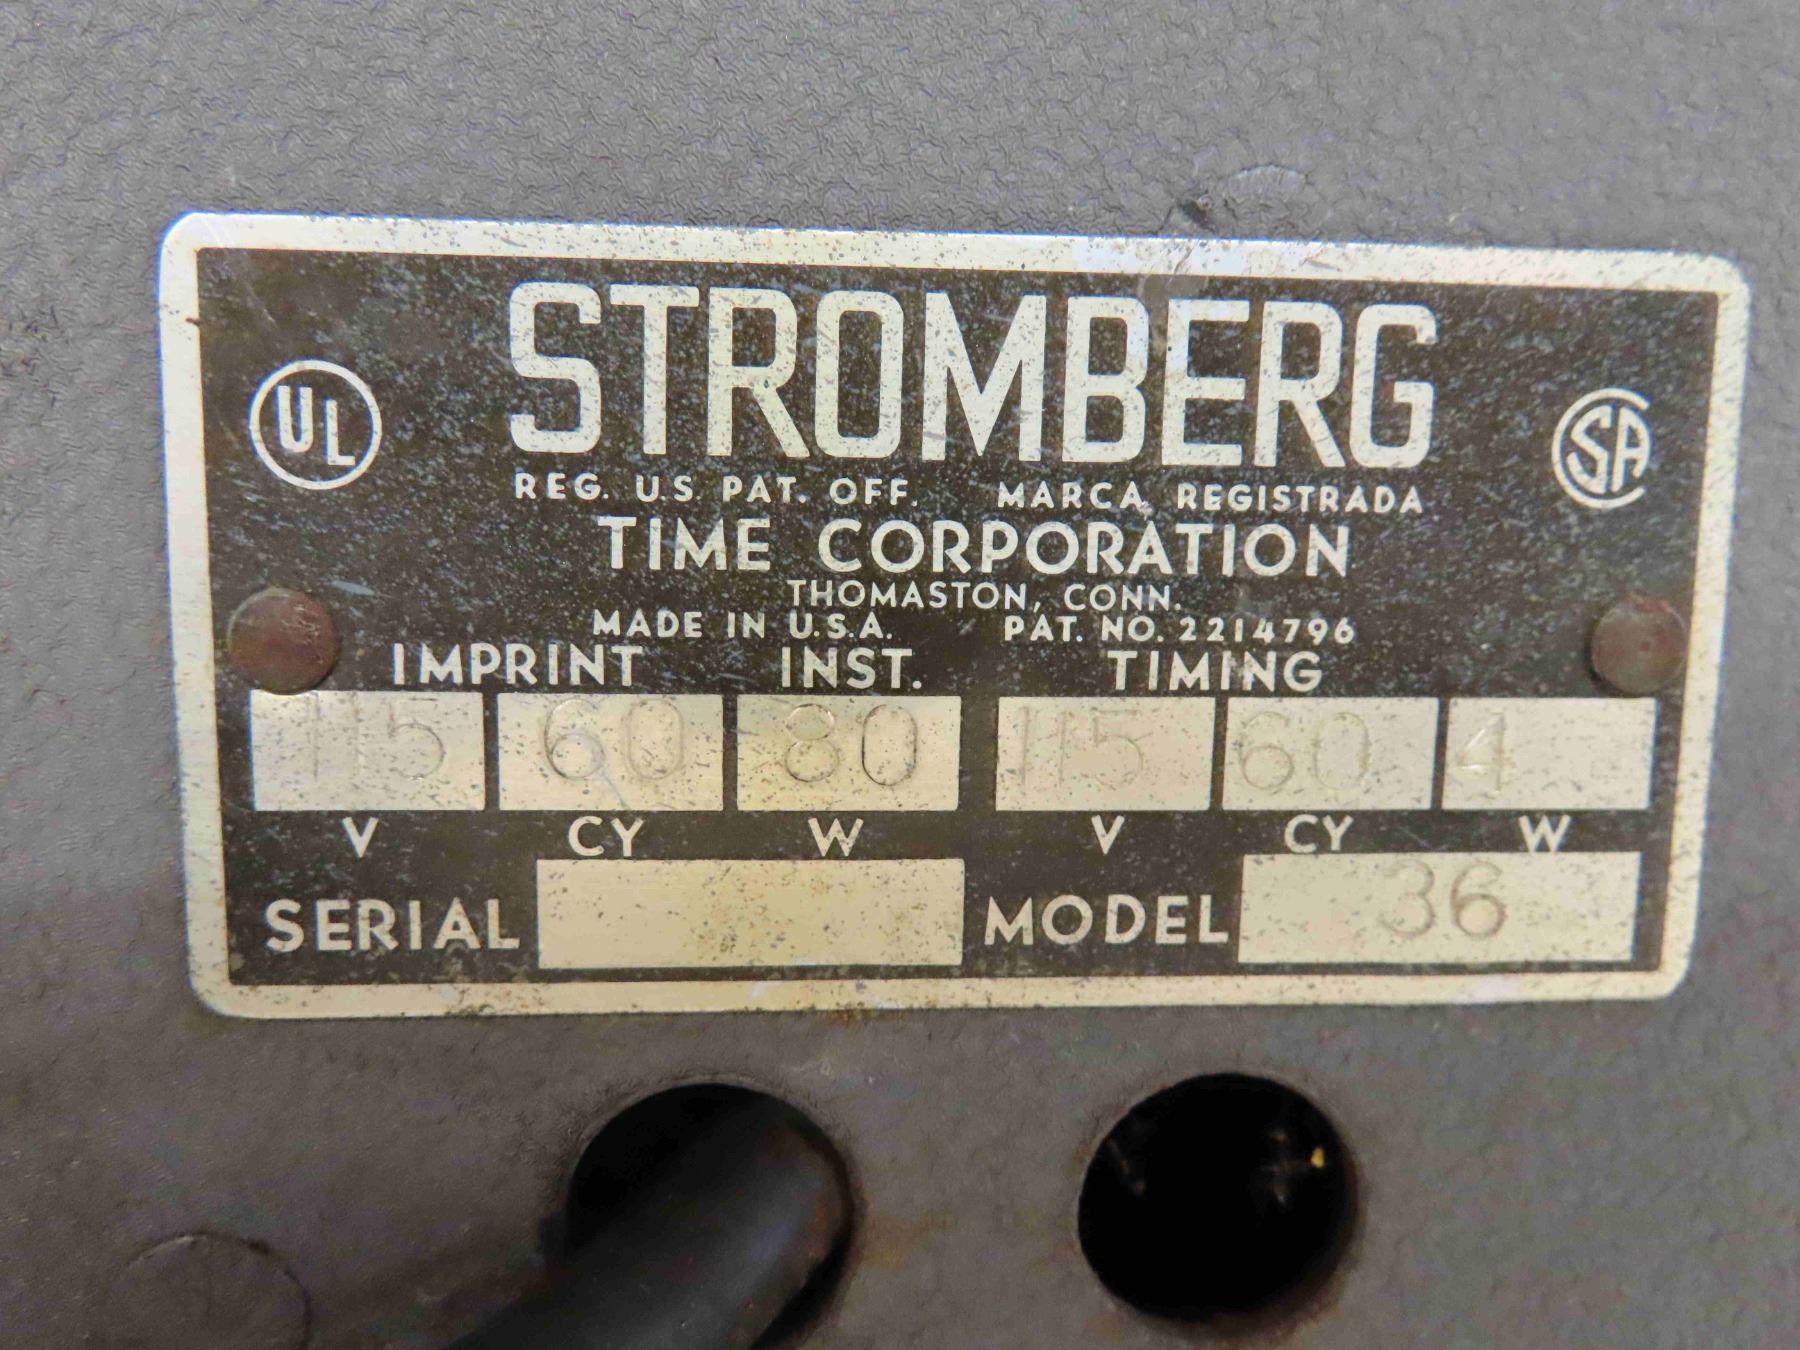 STROMBERG
UL
SA
REG. U.S. PAT. OFF. MARCA REGISTRADA
TIME CORPORATION
THOMASTON, CONN.
MADE IN U.S.A. PAT. NO. 2214796
IMPRINT INST. TIMING
115 60 80 115 60 4
V CY W V CY W
SERIAL MODEL 36